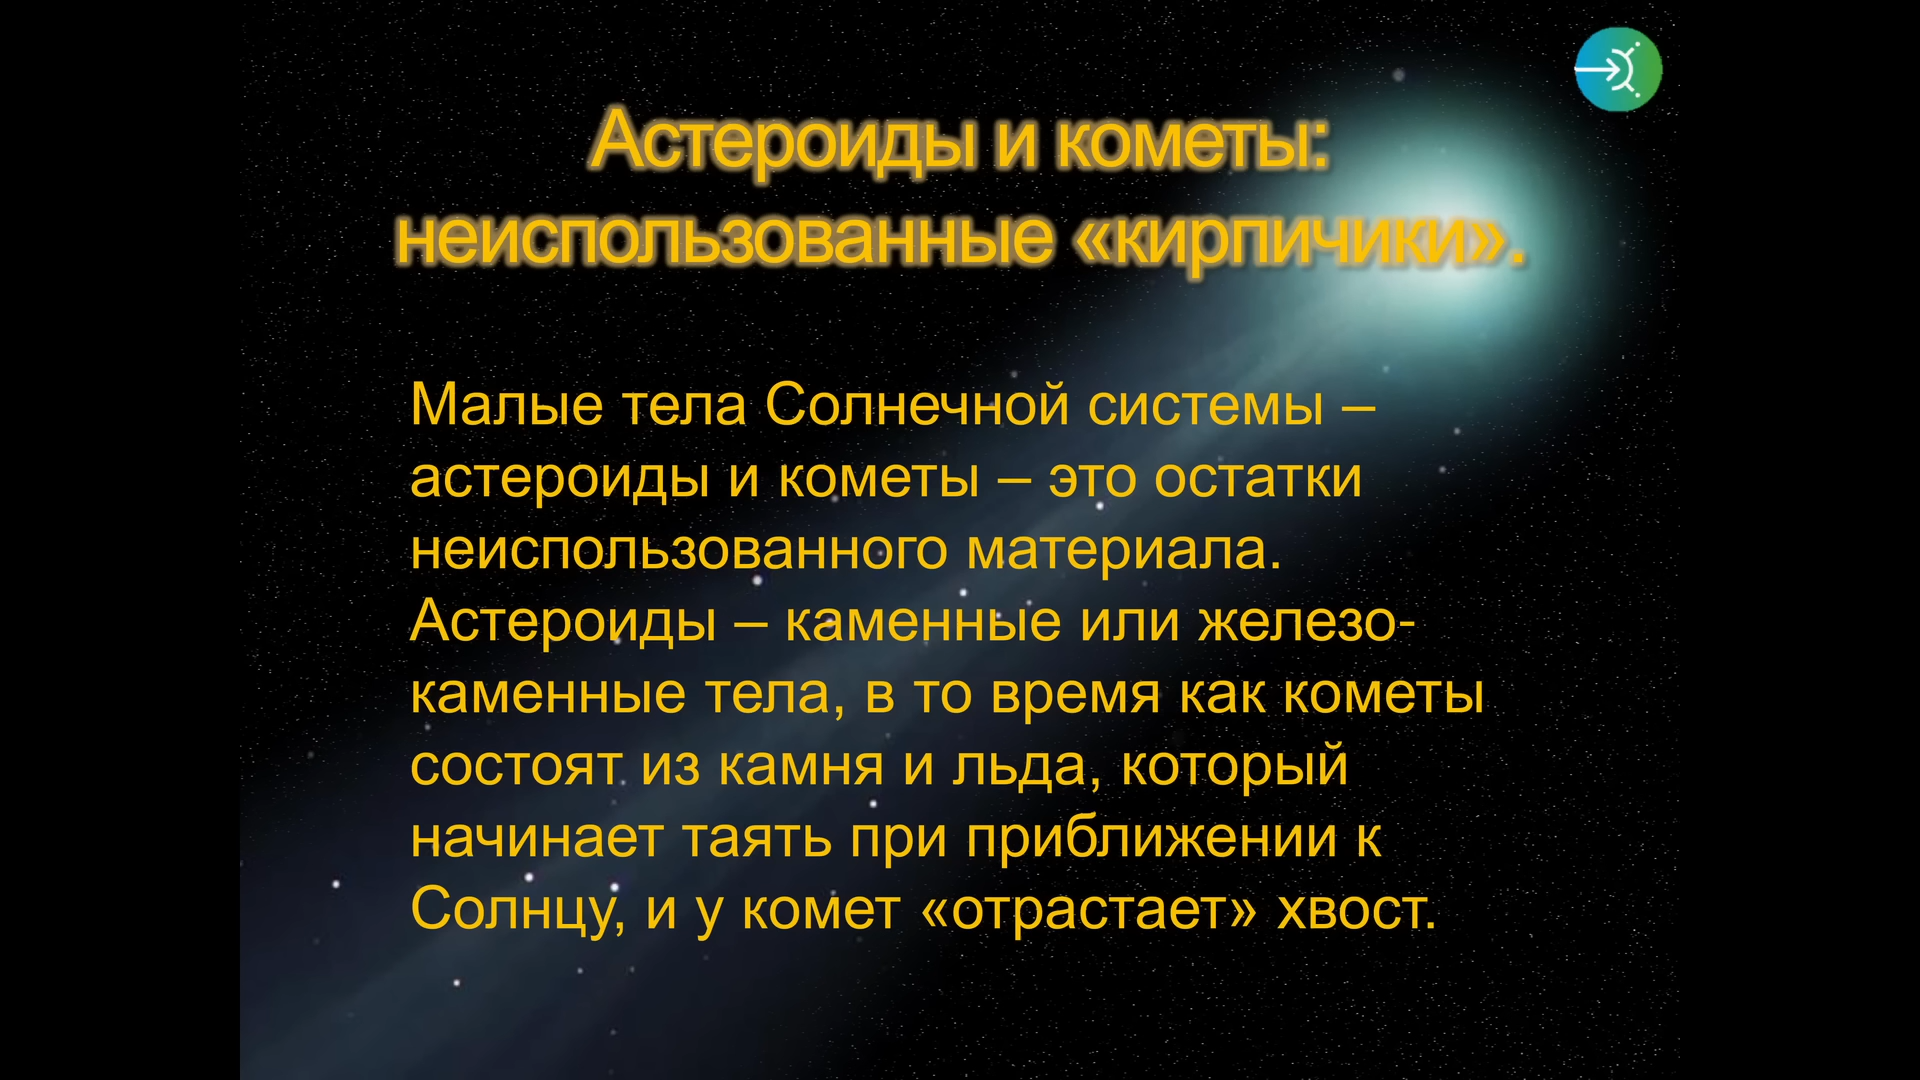 Астероиды и кометы:
неиспользованные «кирпичики».
Малые тела Солнечной системы –
астероиды и кометы – это остатки
неиспользованного материала.
Астероиды – каменные или железо-
каменные тела, в то время как кометы
состоят из камня и льда, который
начинает таять при приближении к
Солнцу, и у комет «отрастает» хвост.